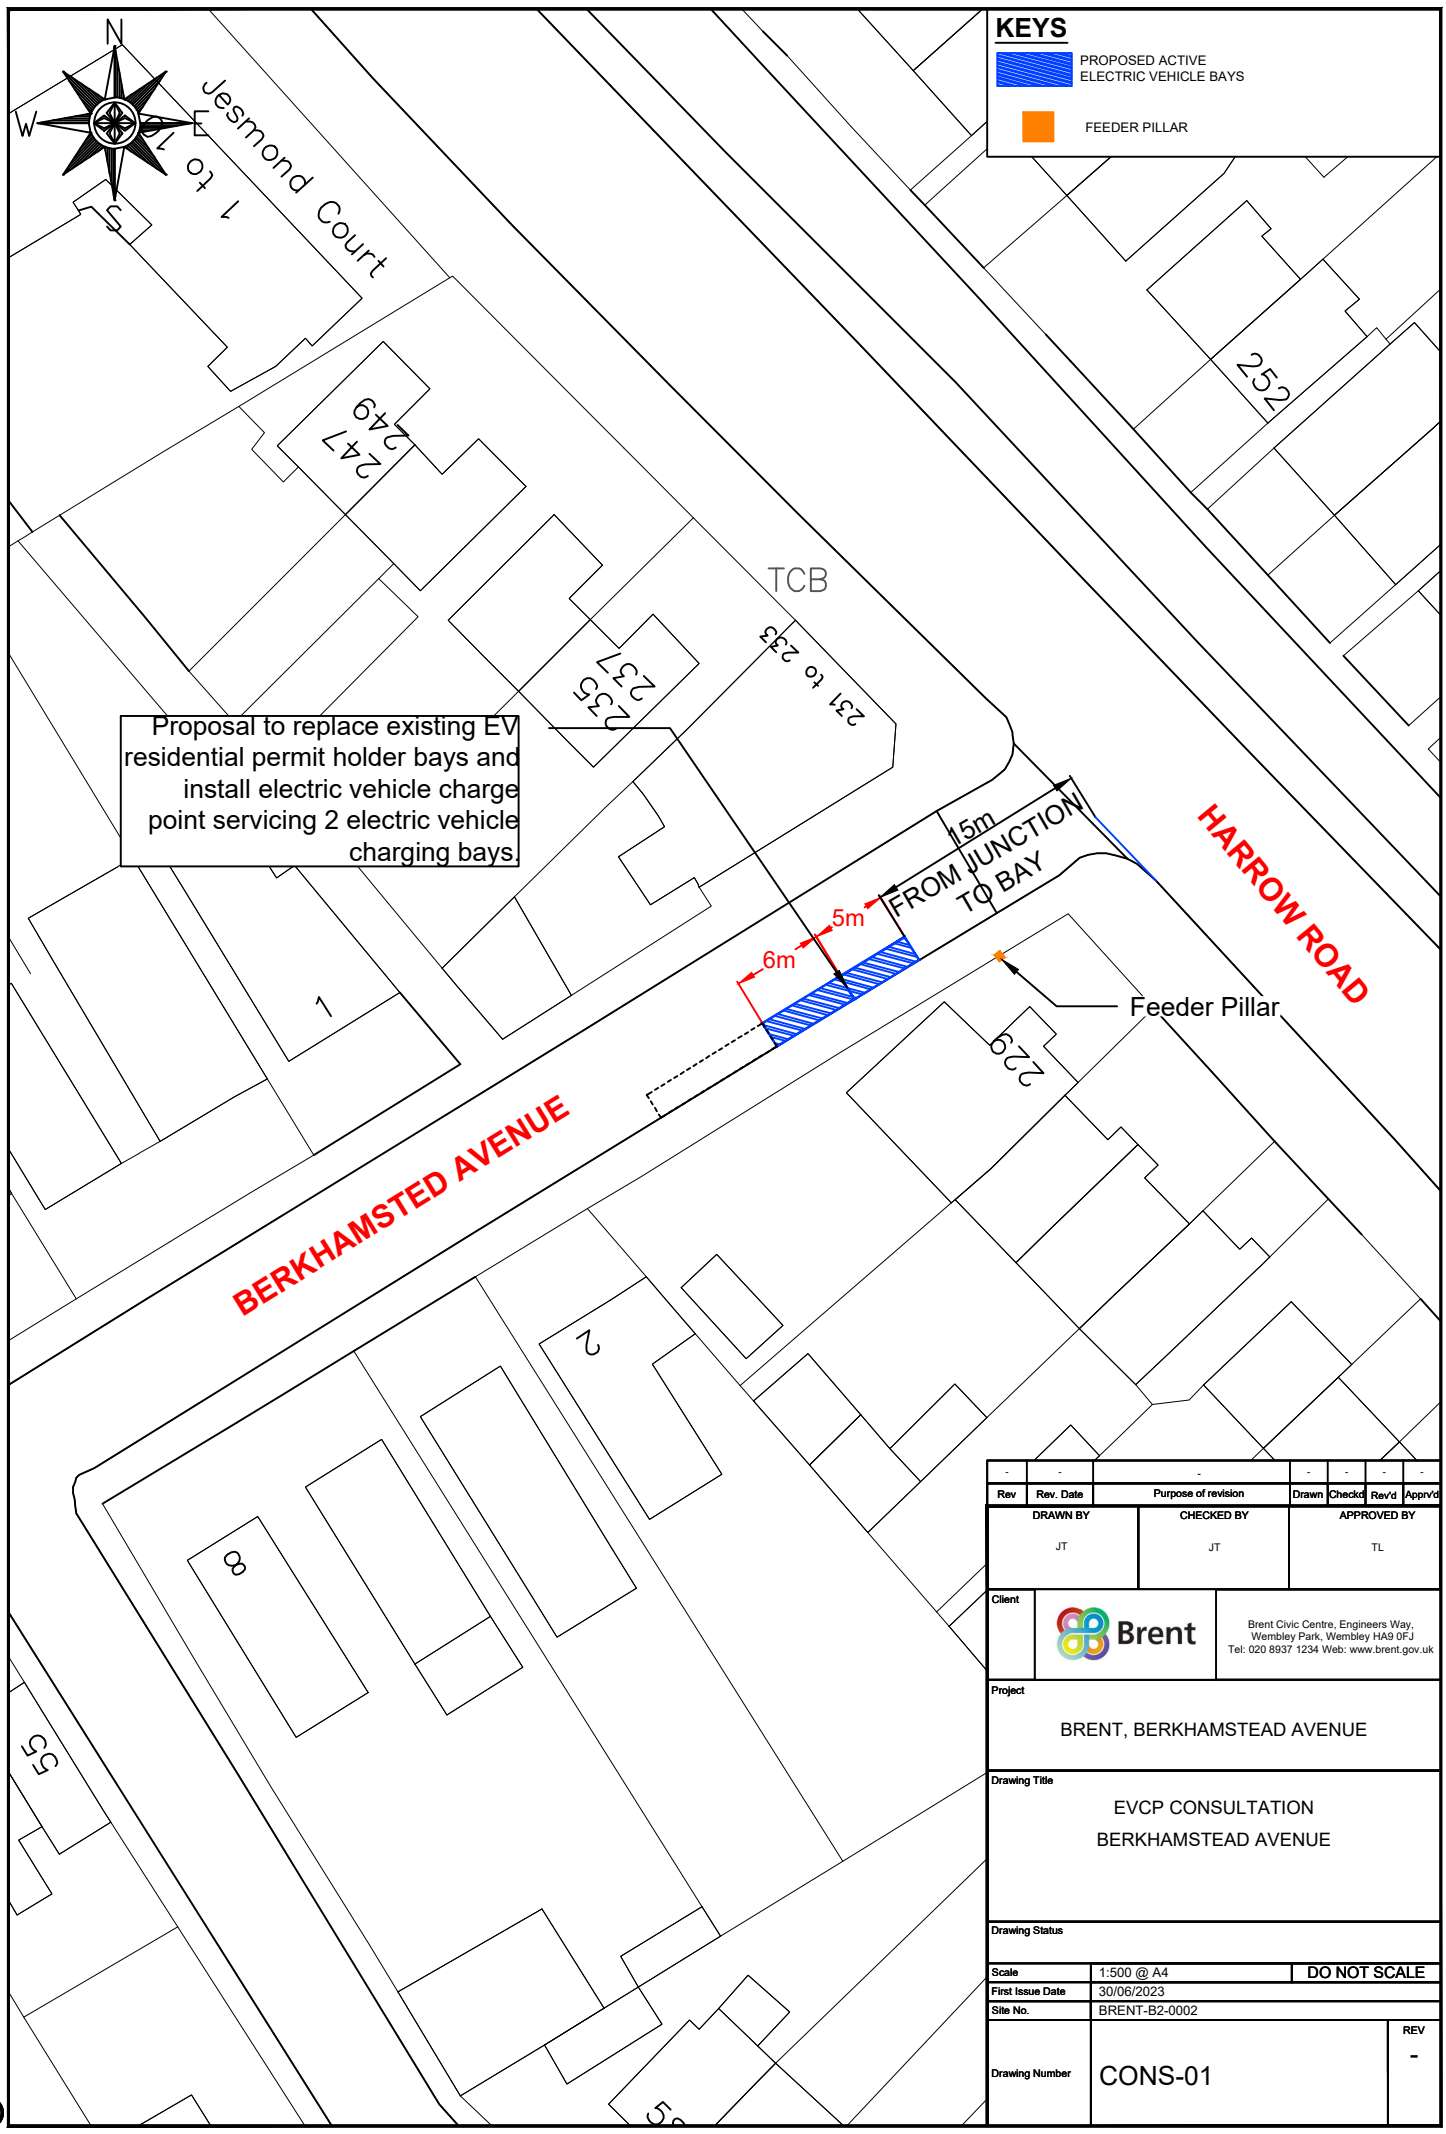 KEYS
PROPOSED ACTIVE
ELECTRIC VEHICLE BAYS
FEEDER PILLAR
N
W
E
S
Jesmond Court
1 to 10
249
247
252
TCB
231 to 233
237
235
Proposal to replace existing EV
residential permit holder bays and
install electric vehicle charge
point servicing 2 electric vehicle
charging bays.
15m
FROM JUNCTION
TO BAY
5m
6m
HARROW ROAD
Feeder Pillar
229
1
BERKHAMSTED AVENUE
2
8
55
- - - - - - -
Rev Rev. Date Purpose of revision Drawn Checkd Rev'd Apprv'd
DRAWN BY CHECKED BY APPROVED BY
JT JT TL
Client
Brent
Brent Civic Centre, Engineers Way,
Wembley Park, Wembley HA9 0FJ
Tel: 020 8937 1234 Web: www.brent.gov.uk
Project
BRENT, BERKHAMSTEAD AVENUE
Drawing Title
EVCP CONSULTATION
BERKHAMSTEAD AVENUE
Drawing Status
Scale 1:500 @ A4 DO NOT SCALE
First Issue Date 30/06/2023
Site No. BRENT-B2-0002
Drawing Number CONS-01
REV
-